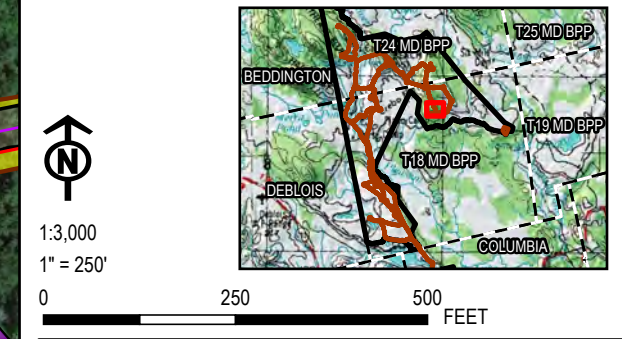 T24 MD BPP
T25 MD BPP
BEDDINGTON
T19 MD BPP
T18 MD BPP
DEBLOIS
COLUMBIA
N
1:3,000
1" = 250'
0 250 500
FEET